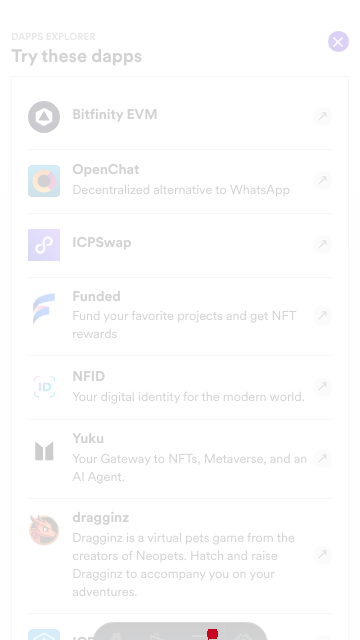 DAPPS EXPLORER
Try these dapps
Bitfinity EVM
OpenChat
Decentralized alternative to WhatsApp
ICPSwap
Funded
Fund your favorite projects and get NFT
rewards
ID
NFID
Your digital identity for the modern world.
Yuku
Your Gateway to NFTs, Metaverse, and an
AI Agent.
dragginz
Dragginz is a virtual pets game from the
creators of Neopets. Hatch and raise
Dragginz to accompany you on your
adventures.